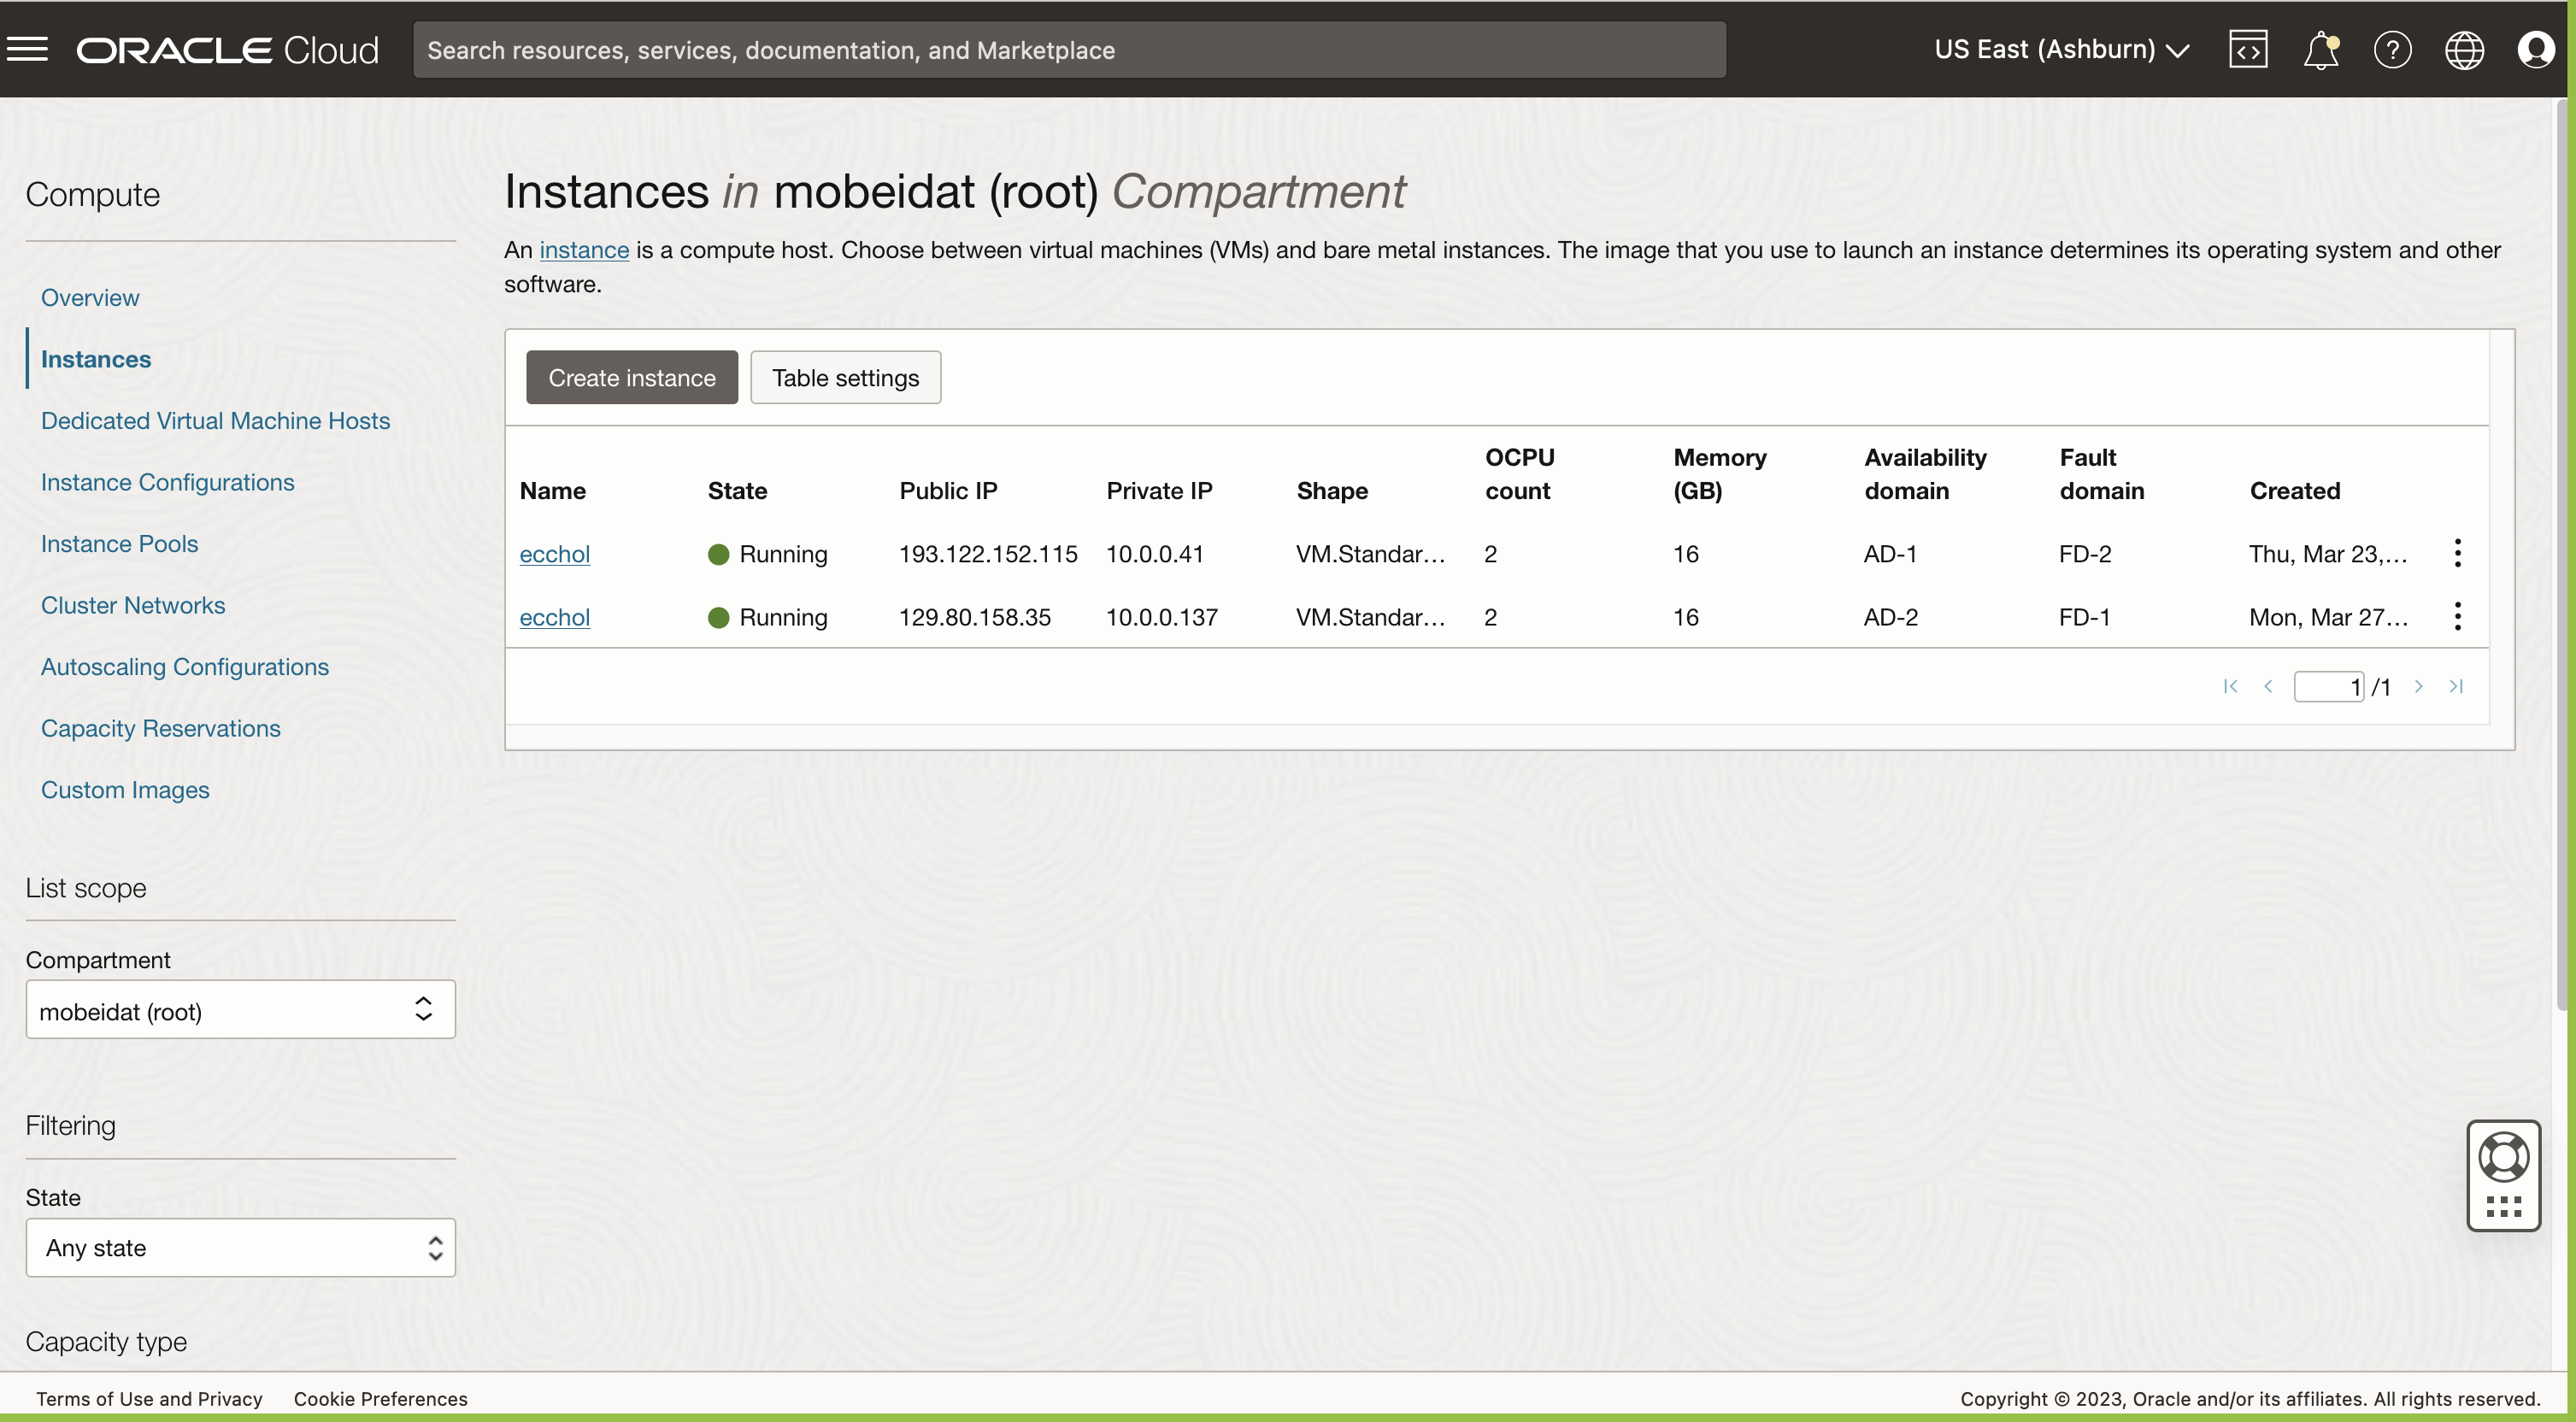 ORACLE Cloud
Search resources, services, documentation, and Marketplace
US East (Ashburn)
Compute
Overview
Instances
Dedicated Virtual Machine Hosts
Instance Configurations
Instance Pools
Cluster Networks
Autoscaling Configurations
Capacity Reservations
Custom Images
List scope
Compartment
mobeidat (root)
Filtering
State
Any state
Capacity type
Instances in mobeidat (root) Compartment
An instance is a compute host. Choose between virtual machines (VMs) and bare metal instances. The image that you use to launch an instance determines its operating system and other
software.
Create instance Table settings
Name State Public IP Private IP Shape OCPU count Memory (GB) Availability domain Fault domain Created
ecchol Running 193.122.152.115 10.0.0.41 VM.Standar... 2 16 AD-1 FD-2 Thu, Mar 23,...
ecchol Running 129.80.158.35 10.0.0.137 VM.Standar... 2 16 AD-2 FD-1 Mon, Mar 27...
1 /1
Terms of Use and Privacy Cookie Preferences
Copyright © 2023, Oracle and/or its affiliates. All rights reserved.